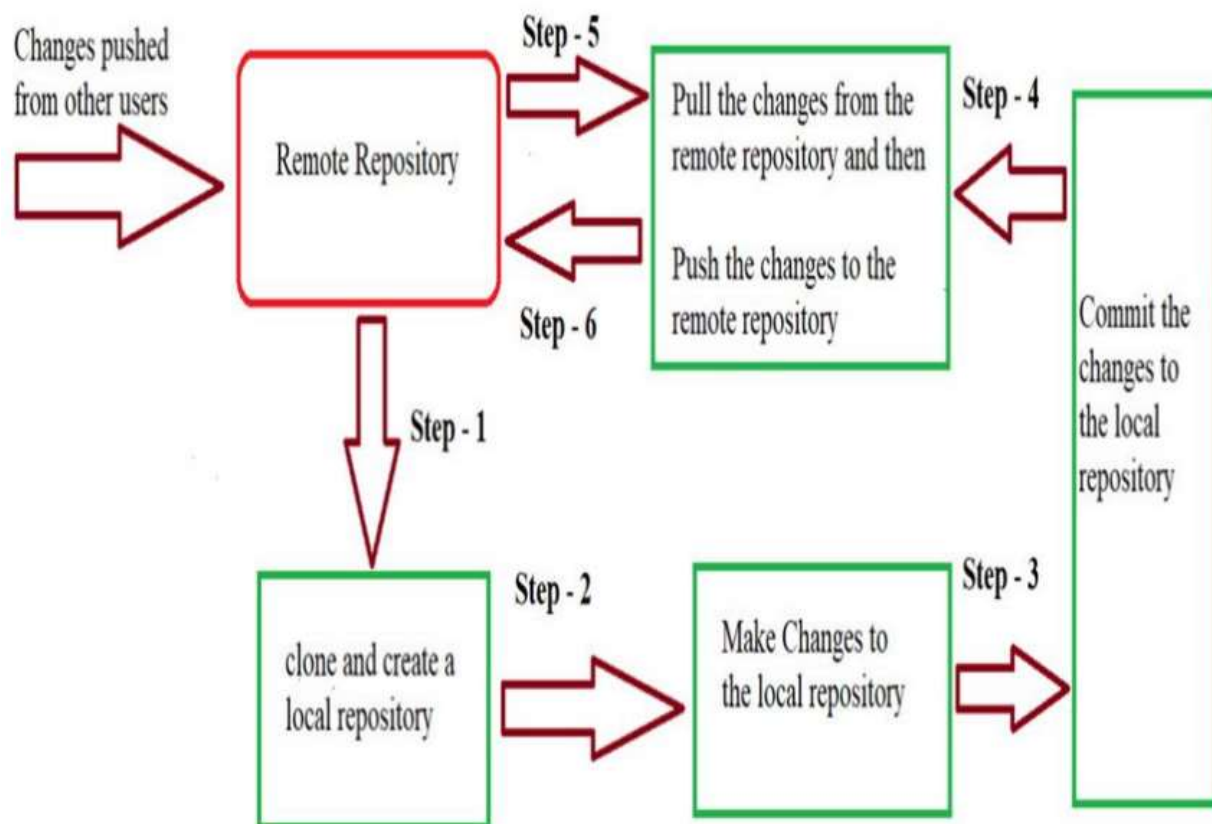 Changes pushed
from other users
Remote Repository
Step - 5
Pull the changes from the
remote repository and then
Push the changes to the
remote repository
Step - 4
Step - 6
Commit the
changes to
the local
repository
Step - 1
clone and create a
local repository
Step - 2
Make Changes to
the local repository
Step - 3